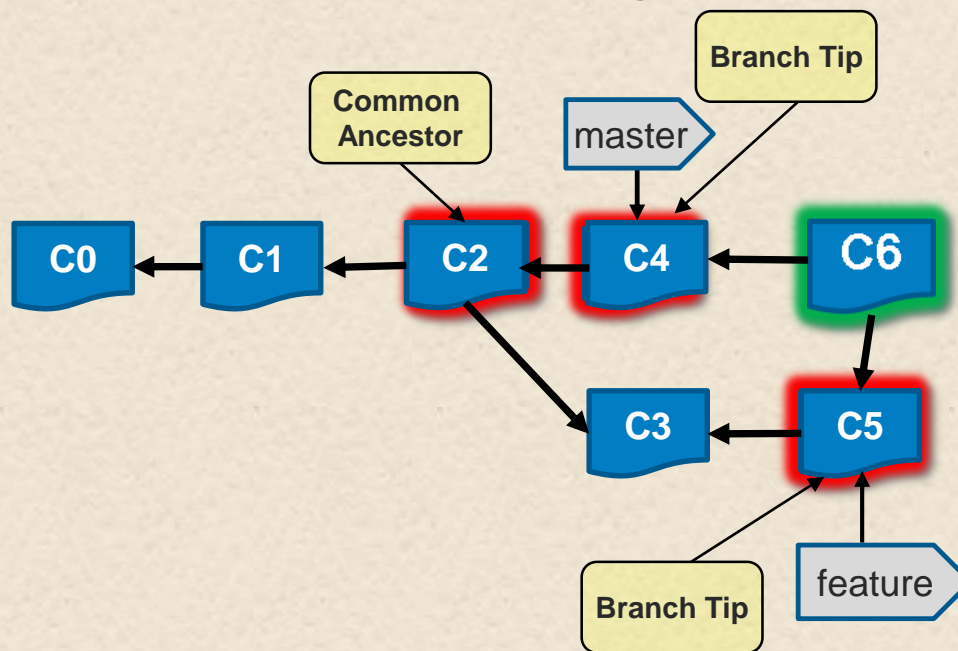 Branch Tip
Common
Ancestor
master
C0
C1
C2
C4
C6
C3
C5
Branch Tip
feature